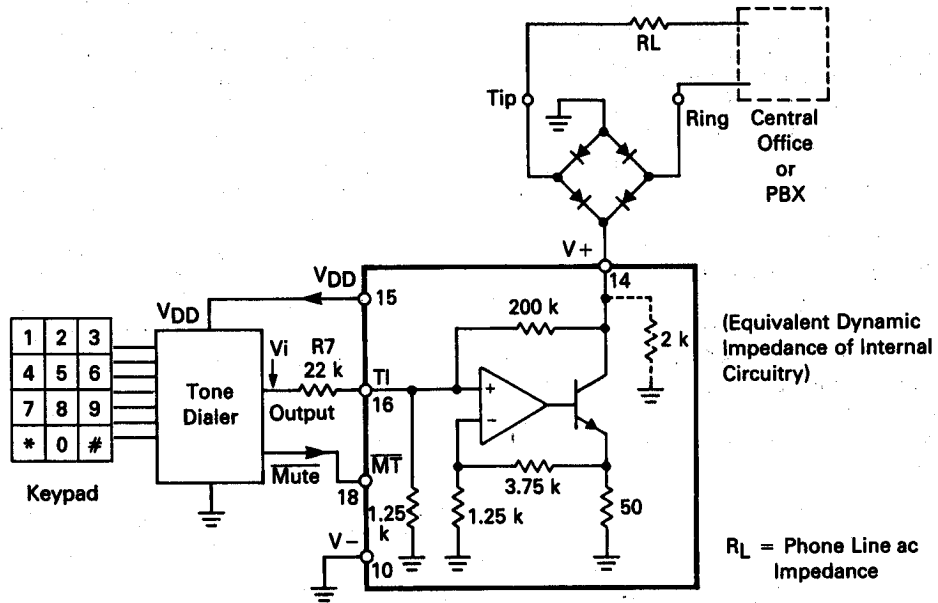 RL
Tip
Ring
Central
Office
or
PBX
V+
14
VDD
15
VDD
200 k
2 k
(Equivalent Dynamic
Impedance of Internal
Circuitry)
1 2 3
4 5 6
7 8 9
* 0 #
Keypad
Tone
Dialer
Vi
R7
22 k
Output
TI
16
+
−
Mute
MT
18
3.75 k
1.25
k
1.25 k
50
V−
10
RL = Phone Line ac
Impedance